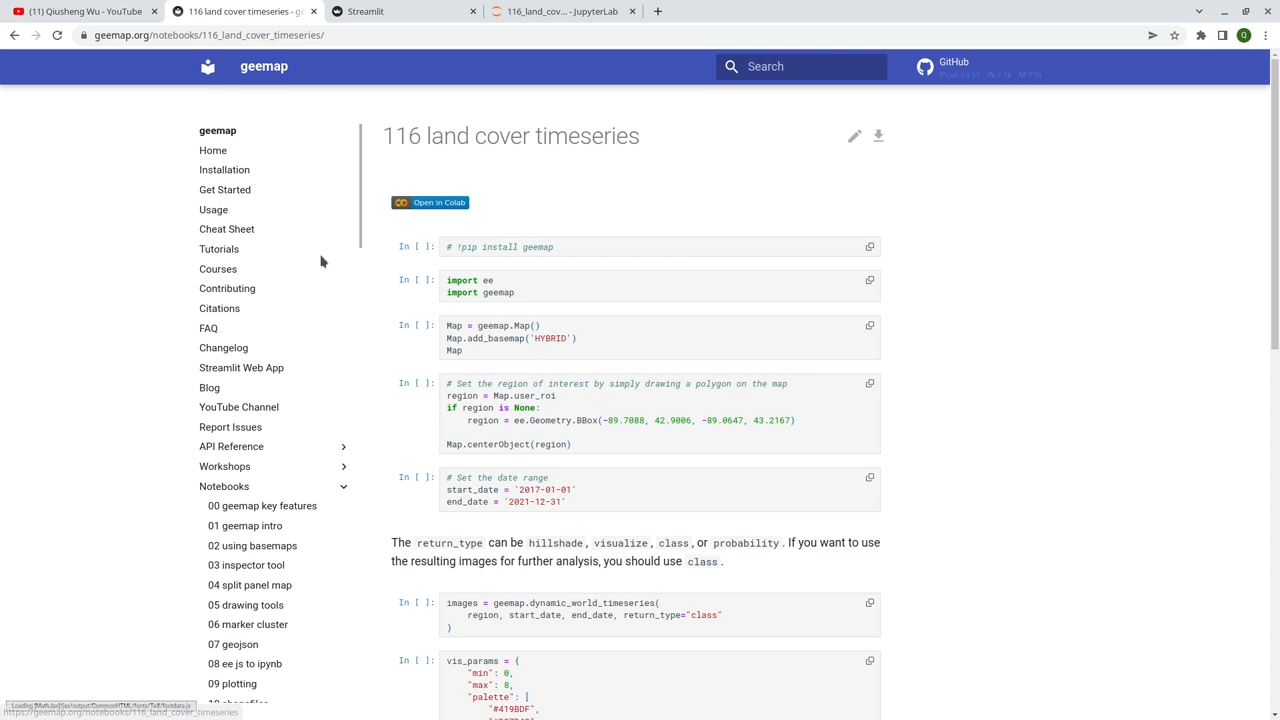 (11) Qiusheng Wu - YouTube
116 land cover timeseries - ge
Streamlit
116_land_cov... - JupyterLab
geemap.org/notebooks/116_land_cover_timeseries/
Q
geemap
Search
GitHub
geemap
Home
Installation
Get Started
Usage
Cheat Sheet
Tutorials
Courses
Contributing
Citations
FAQ
Changelog
Streamlit Web App
Blog
YouTube Channel
Report Issues
API Reference
Workshops
Notebooks
00 geemap key features
01 geemap intro
02 using basemaps
03 inspector tool
04 split panel map
05 drawing tools
06 marker cluster
07 geojson
08 ee js to ipynb
09 plotting
116 land cover timeseries
Open in Colab
In [ ]:
# !pip install geemap
In [ ]:
import ee
import geemap
In [ ]:
Map = geemap.Map()
Map.add_basemap('HYBRID')
Map
In [ ]:
# Set the region of interest by simply drawing a polygon on the map
region = Map.user_roi
if region is None:
region = ee.Geometry.BBox(-89.7088, 42.9006, -89.0647, 43.2167)
Map.centerObject(region)
In [ ]:
# Set the date range
start_date = '2017-01-01'
end_date = '2021-12-31'
The return_type can be hillshade, visualize, class, or probability. If you want to use
the resulting images for further analysis, you should use class.
In [ ]:
images = geemap.dynamic_world_timeseries(
region, start_date, end_date, return_type="class"
)
In [ ]:
vis_params = {
"min": 0,
"max": 8,
"palette": [
"#419BDF",
Loading [MathJax]/jax/output/CommonHTML/fonts/TeX/fontdata.js
https://geemap.org/notebooks/116_land_cover_timeseries